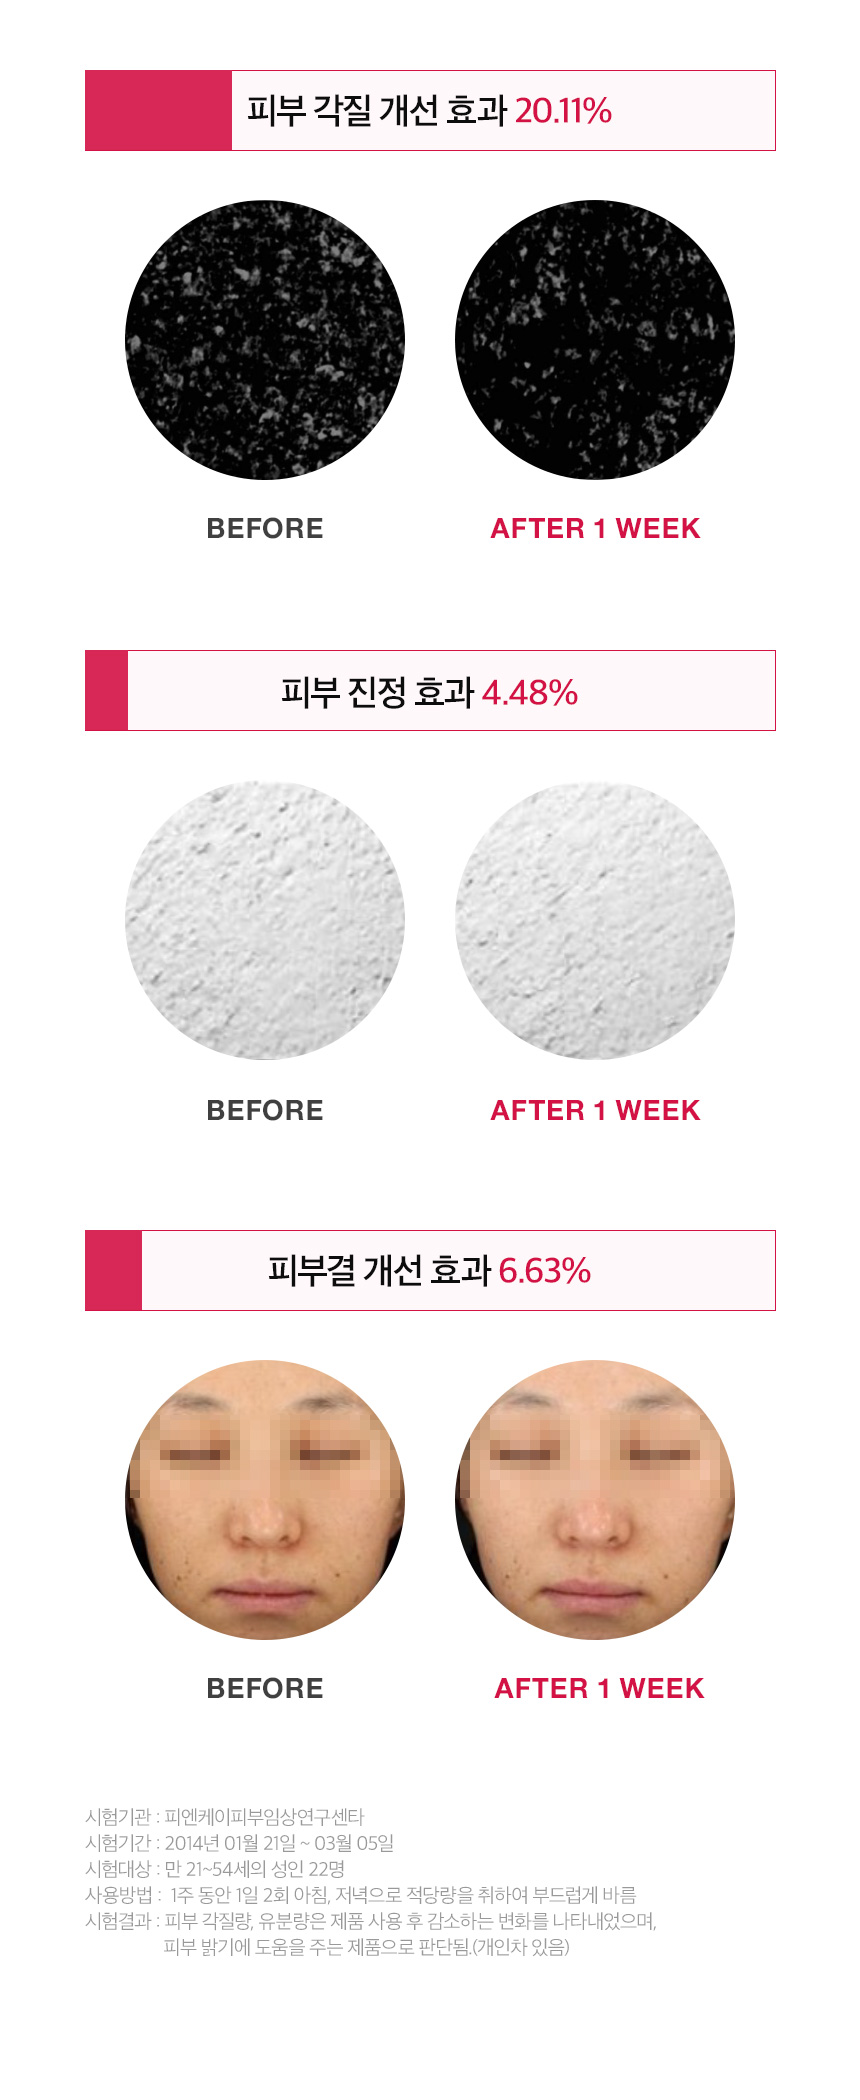 피부 각질 개선 효과 20.11%
BEFORE
AFTER 1 WEEK
피부 진정 효과 4.48%
BEFORE
AFTER 1 WEEK
피부결 개선 효과 6.63%
BEFORE
AFTER 1 WEEK
시험기관 : 피엔케이피부임상연구센타
시험기간 : 2014년 01월 21일 ~ 03월 05일
시험대상 : 만 21~54세의 성인 22명
사용방법 : 1주 동안 1일 2회 아침, 저녁으로 적당량을 취하여 부드럽게 바름
시험결과 : 피부 각질량, 유분량은 제품 사용 후 감소하는 변화를 나타내었으며,
피부 밝기에 도움을 주는 제품으로 판단됨.(개인차 있음)